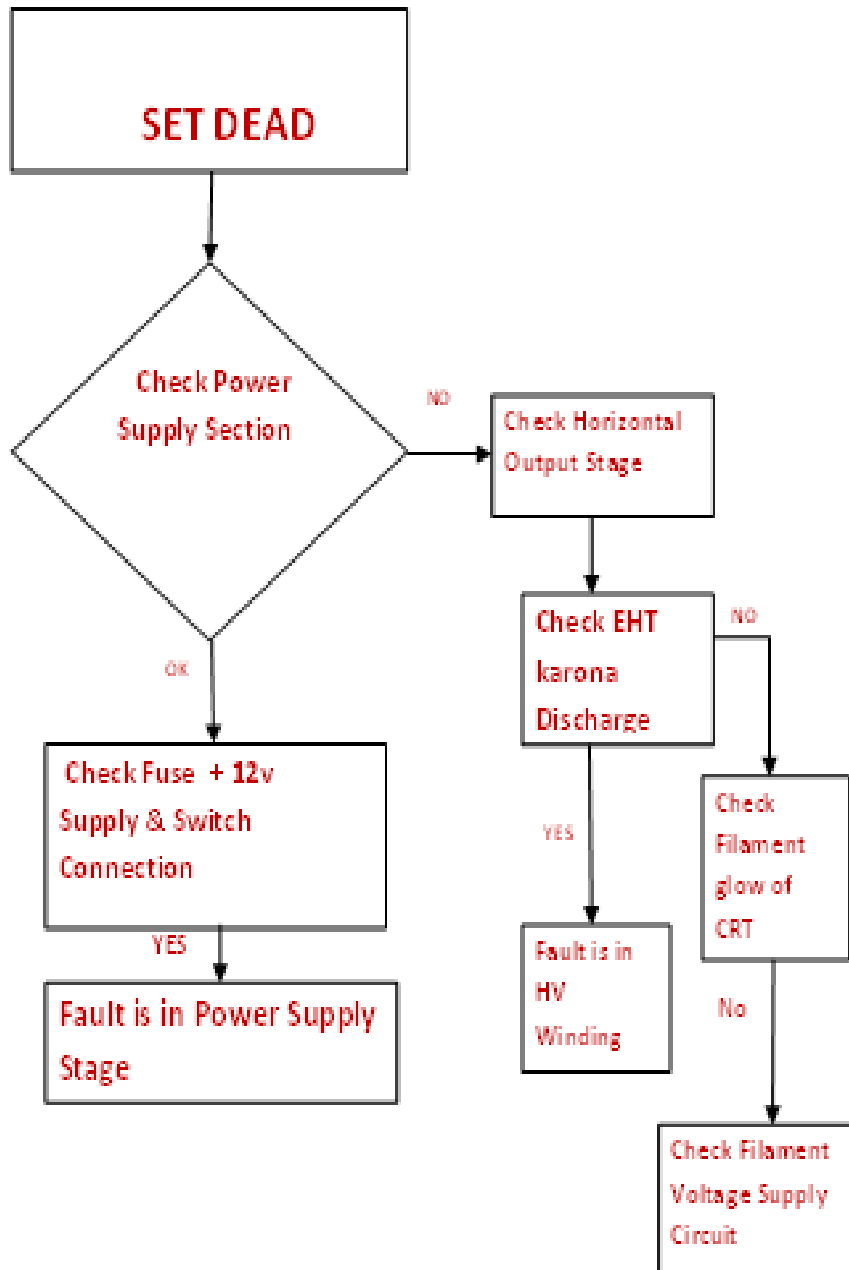 SET DEAD
Check Power
Supply Section
NO
Check Horizontal
Output Stage
Check EHT
karona
Discharge
NO
OK
Check Fuse + 12v
Supply & Switch
Connection
YES
Check
Filament
glow of
CRT
YES
Fault is in Power Supply
Stage
Fault is in
HV
Winding
No
Check Filament
Voltage Supply
Circuit